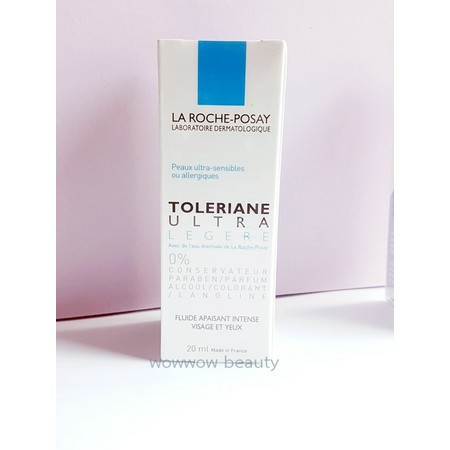 LA ROCHE-POSAY
LABORATOIRE DERMATOLOGIQUE
Peaux ultra-sensibles
ou allergiques
TOLERIANE
ULTRA
LEGERE
Avec de l'eau thermale de La Roche-Posay
0%
CONSERVATEUR
PARABEN/PARFUM
ALCOOL/COLORANT
/LANOLINE
FLUIDE APAISANT INTENSE
VISAGE ET YEUX
20 ml Made in France
wowwow beauty